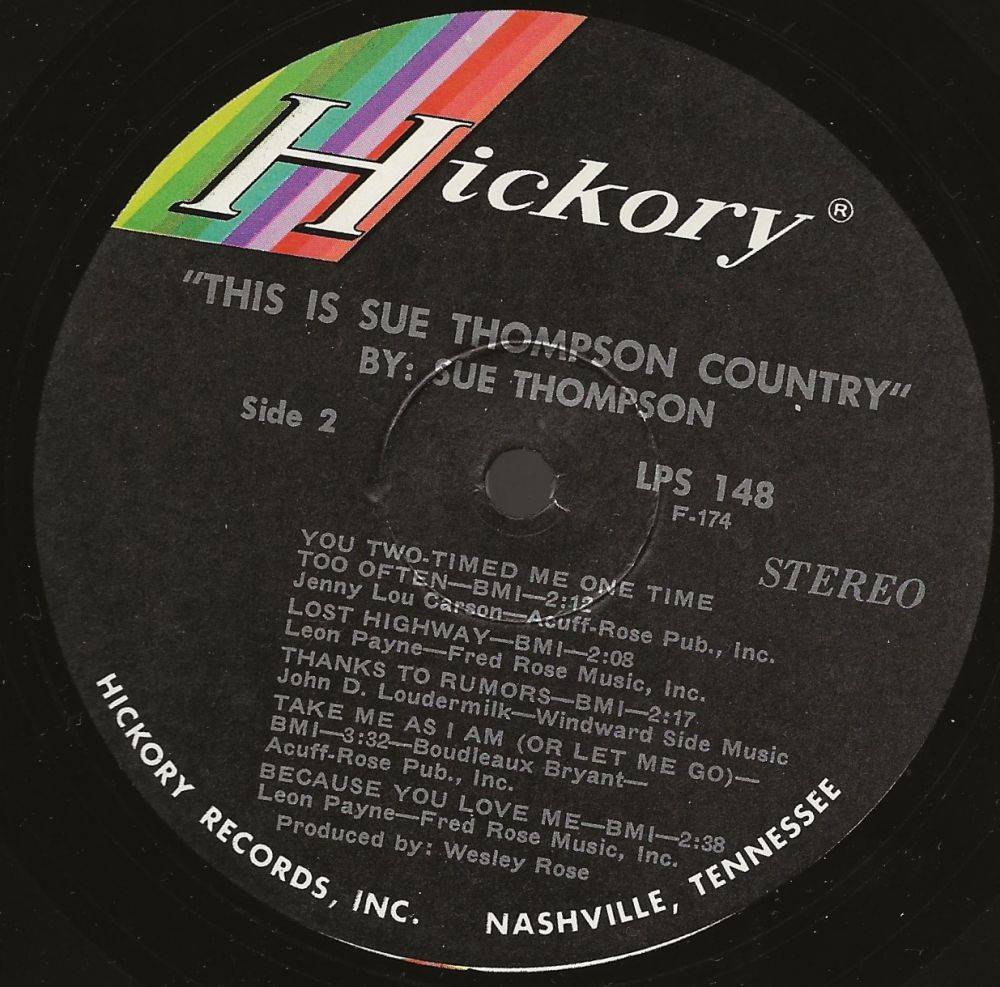 Hickory®
"THIS IS SUE THOMPSON COUNTRY"
BY: SUE THOMPSON
Side 2
LPS 148
F-174
STEREO
YOU TWO-TIMED ME ONE TIME
TOO OFTEN—BMI—2:12
Jenny Lou Carson—Acuff-Rose Pub., Inc.
LOST HIGHWAY—BMI—2:08
Leon Payne—Fred Rose Music, Inc.
THANKS TO RUMORS—BMI—2:17
John D. Loudermilk—Windward Side Music
TAKE ME AS I AM (OR LET ME GO)—
BMI—3:32—Boudleaux Bryant—
Acuff-Rose Pub., Inc.
BECAUSE YOU LOVE ME—BMI—2:38
Leon Payne—Fred Rose Music, Inc.
Produced by: Wesley Rose
HICKORY RECORDS, INC. NASHVILLE, TENNESSEE